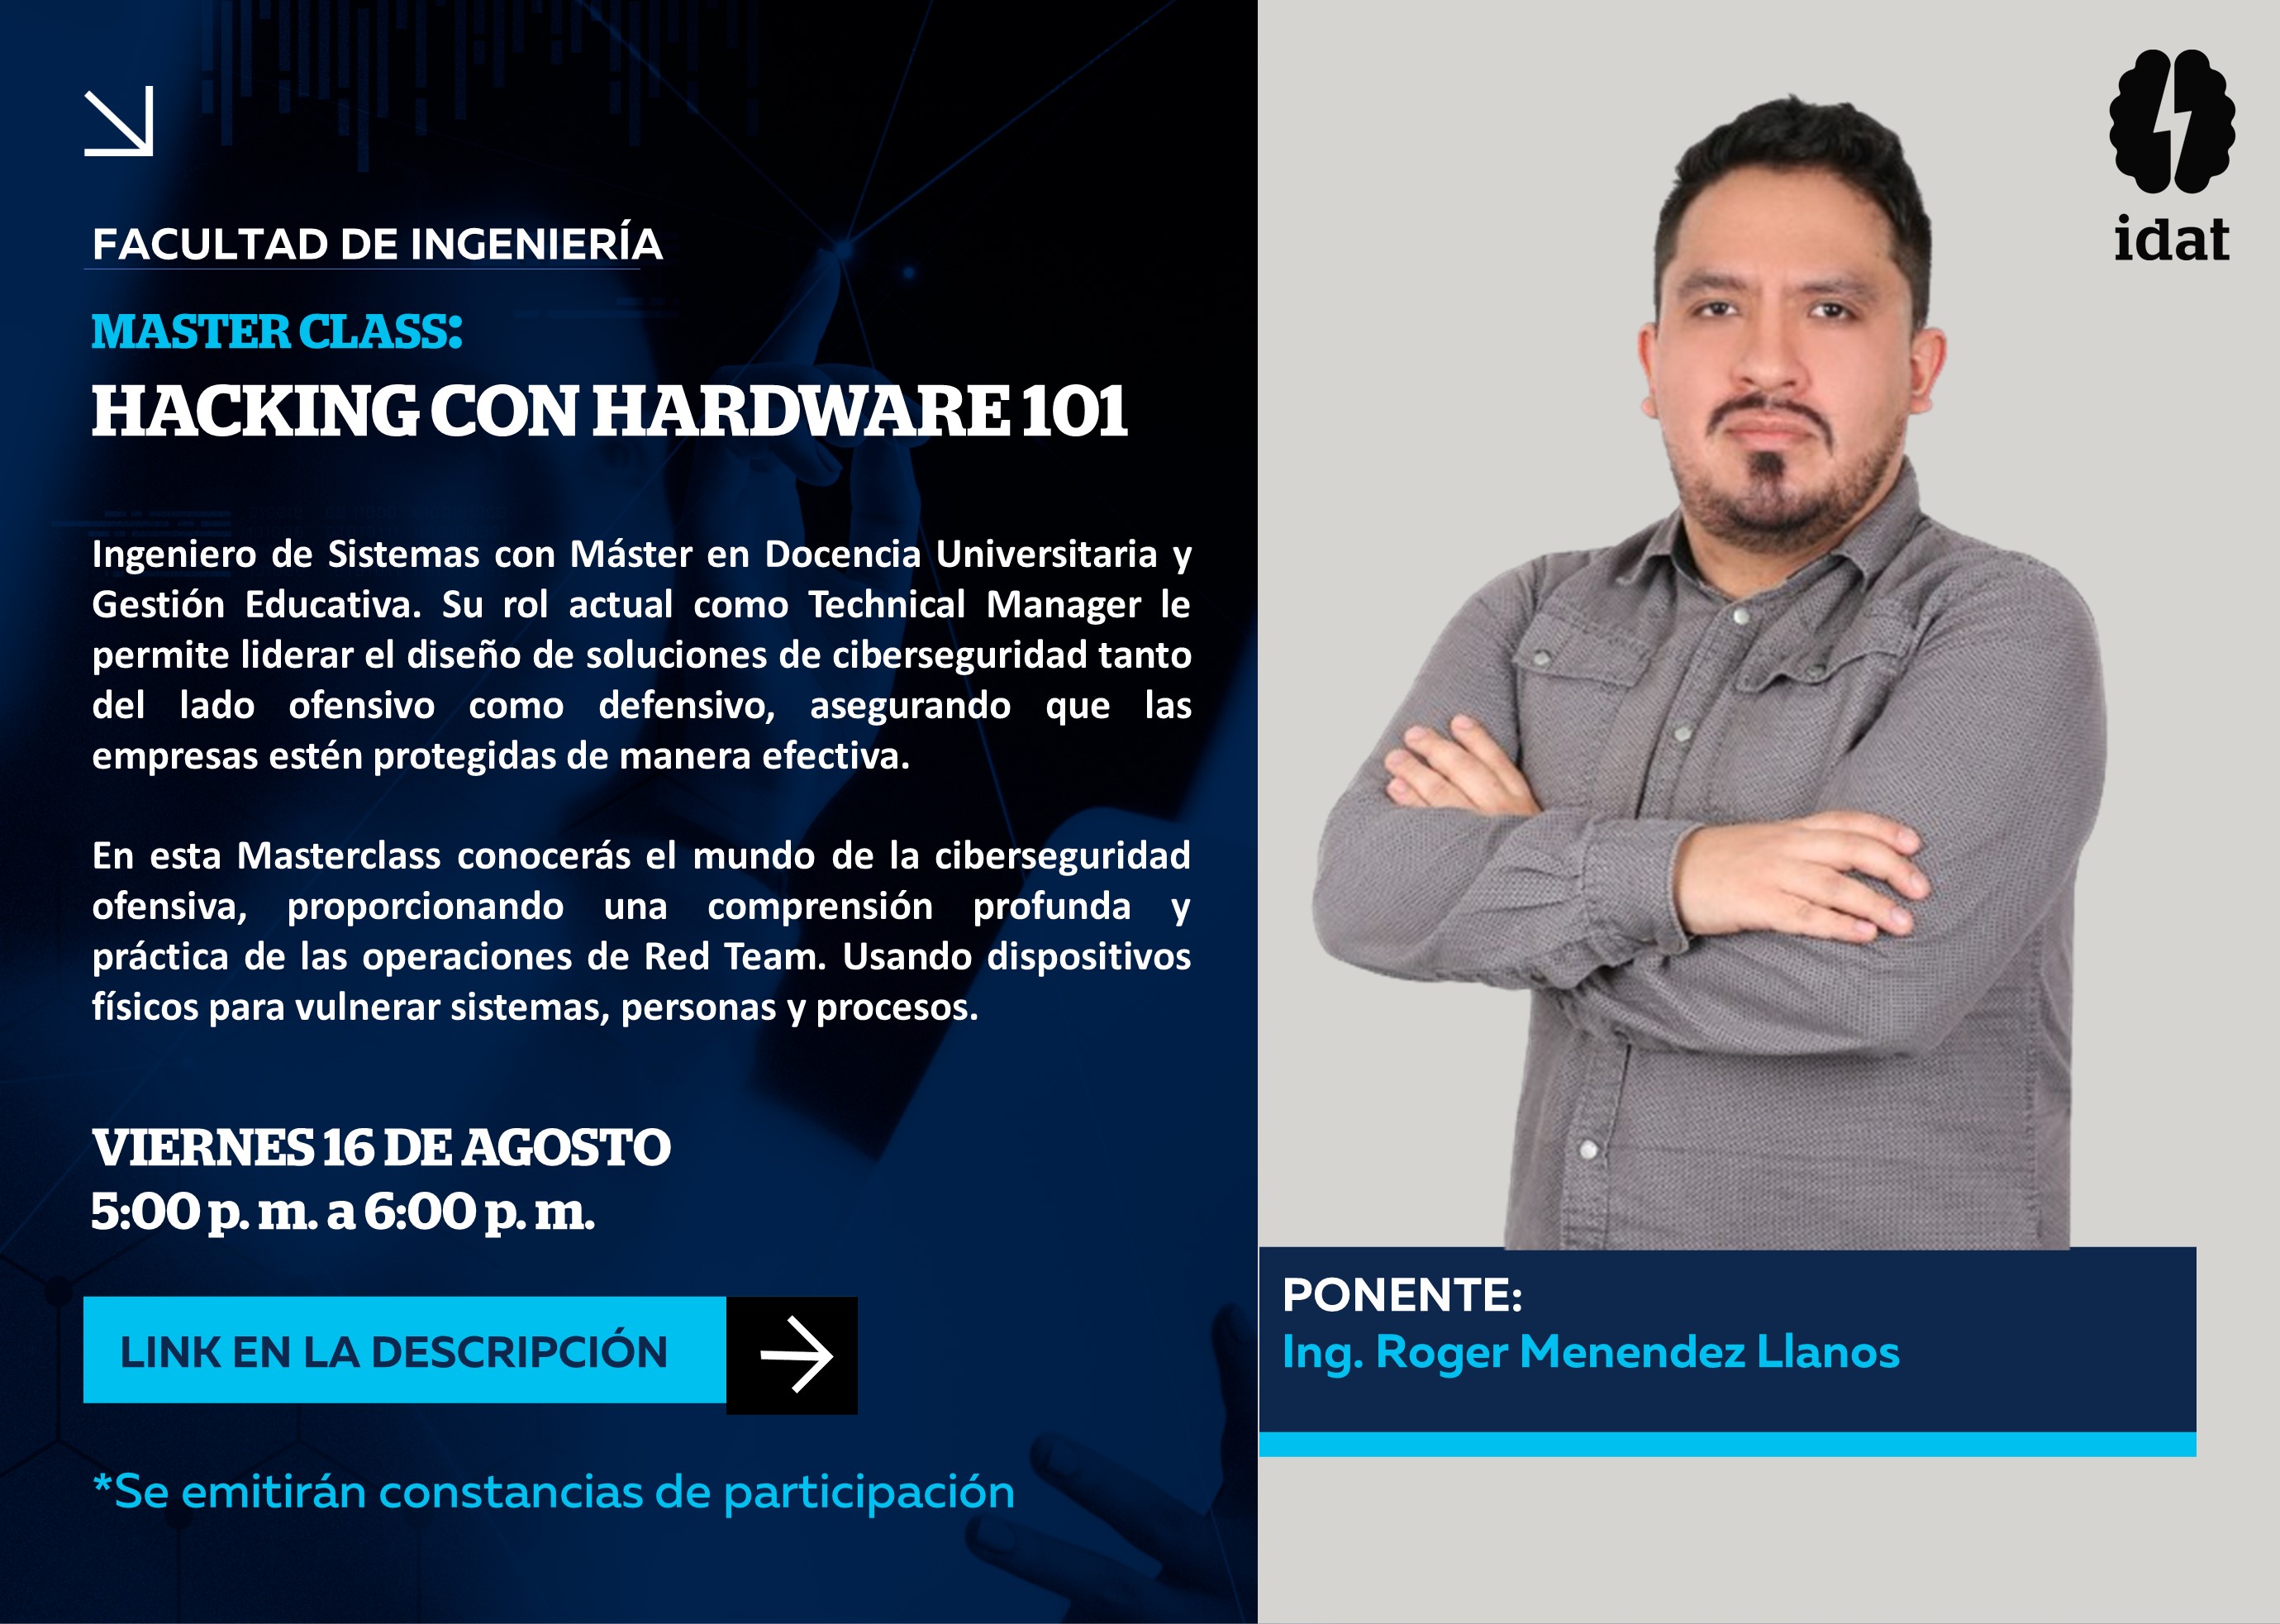 FACULTAD DE INGENIERÍA
MASTER CLASS:
HACKING CON HARDWARE 101
Ingeniero de Sistemas con Máster en Docencia Universitaria y
Gestión Educativa. Su rol actual como Technical Manager le
permite liderar el diseño de soluciones de ciberseguridad tanto
del lado ofensivo como defensivo, asegurando que las
empresas estén protegidas de manera efectiva.
En esta Masterclass conocerás el mundo de la ciberseguridad
ofensiva, proporcionando una comprensión profunda y
práctica de las operaciones de Red Team. Usando dispositivos
físicos para vulnerar sistemas, personas y procesos.
VIERNES 16 DE AGOSTO
5:00 p. m. a 6:00 p. m.
LINK EN LA DESCRIPCIÓN
*Se emitirán constancias de participación
idat
PONENTE:
Ing. Roger Menendez Llanos